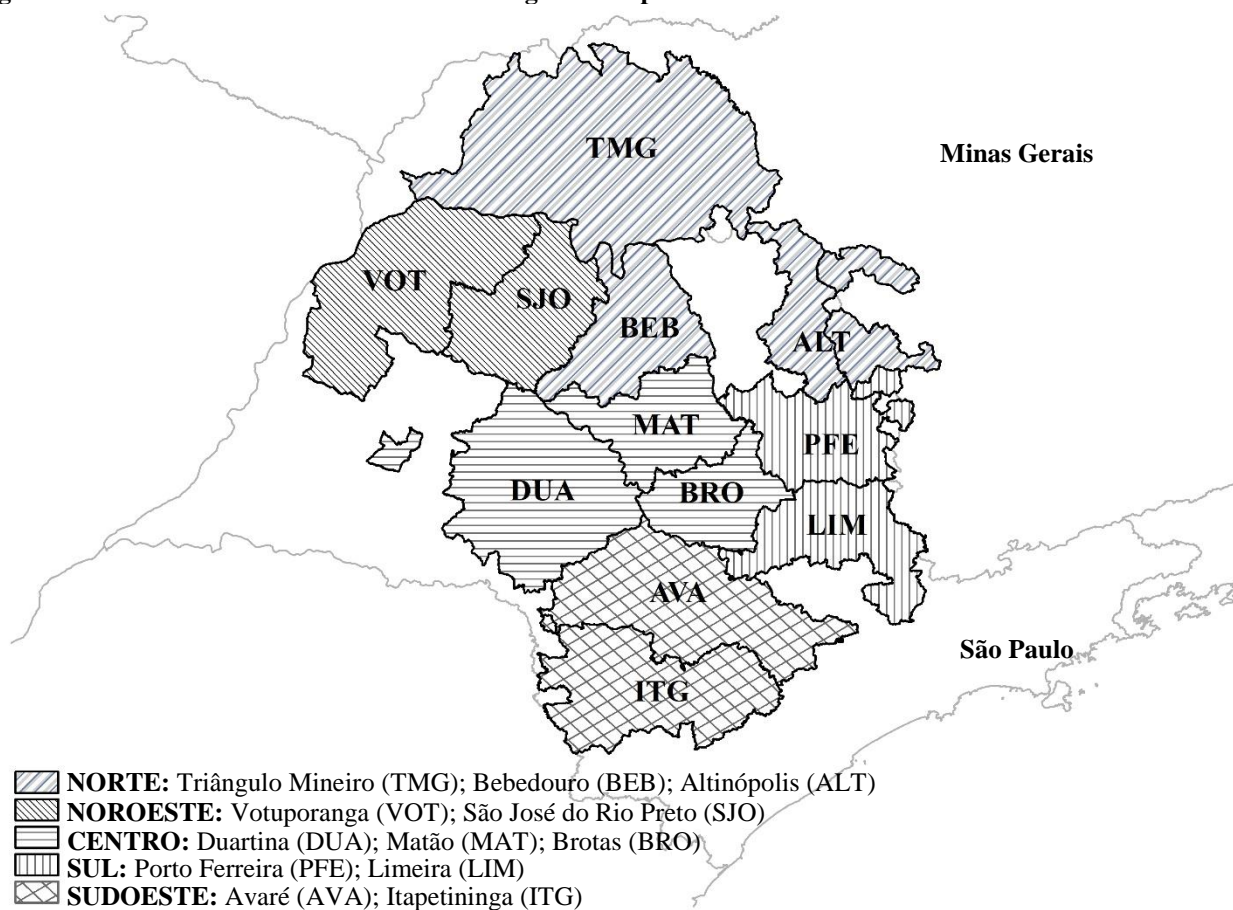 TMG
Minas Gerais
VOT
SJO
BEB
ALT
MAT
PFE
DUA
BRO
LIM
AVA
São Paulo
ITG
NORTE: Triângulo Mineiro (TMG); Bebedouro (BEB); Altinópolis (ALT)
NOROESTE: Votuporanga (VOT); São José do Rio Preto (SJO)
CENTRO: Duartina (DUA); Matão (MAT); Brotas (BRO)
SUL: Porto Ferreira (PFE); Limeira (LIM)
SUDOESTE: Avaré (AVA); Itapetininga (ITG)